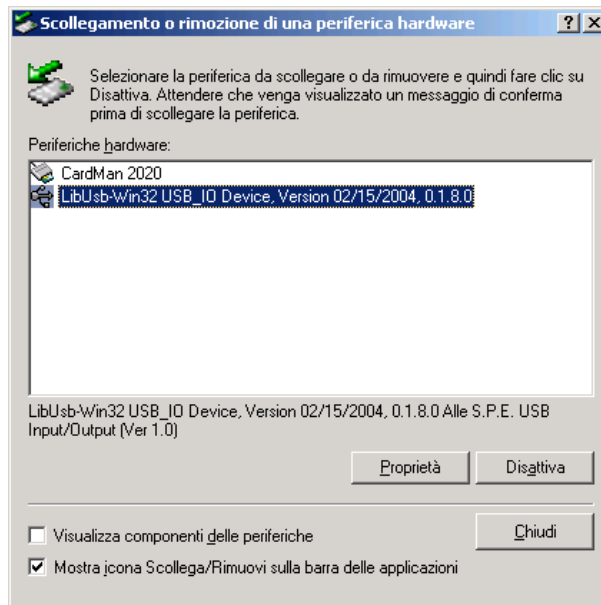 Scollegamento o rimozione di una periferica hardware
Selezionare la periferica da scollegare o da rimuovere e quindi fare clic su
Disattiva. Attendere che venga visualizzato un messaggio di conferma
prima di scollegare la periferica.
Periferiche hardware:
CardMan 2020
LibUsb-Win32 USB_IO Device, Version 02/15/2004, 0.1.8.0
LibUsb-Win32 USB_IO Device, Version 02/15/2004, 0.1.8.0 Alle S.P.E. USB
Input/Output (Ver 1.0)
Proprietà
Disattiva
Visualizza componenti delle periferiche
Chiudi
Mostra icona Scollega/Rimuovi sulla barra delle applicazioni